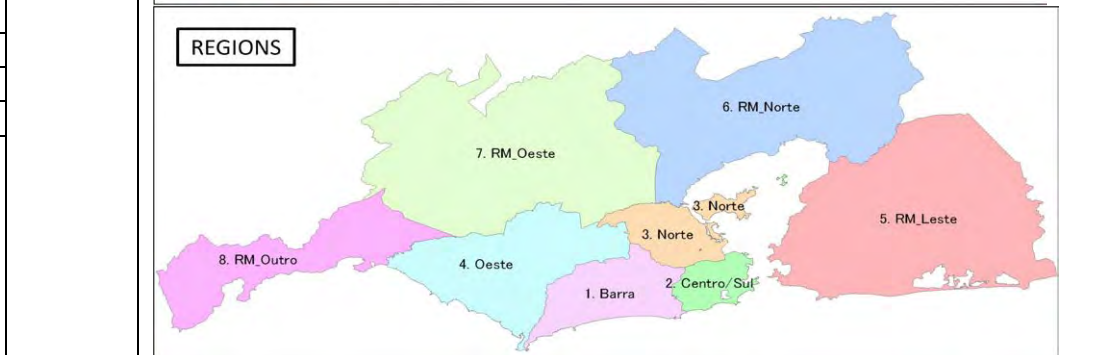 REGIONS
6. RM_Norte
7. RM_Oeste
3. Norte
5. RM_Leste
3. Norte
8. RM_Outro
4. Oeste
2. Centro/Sul
1. Barra